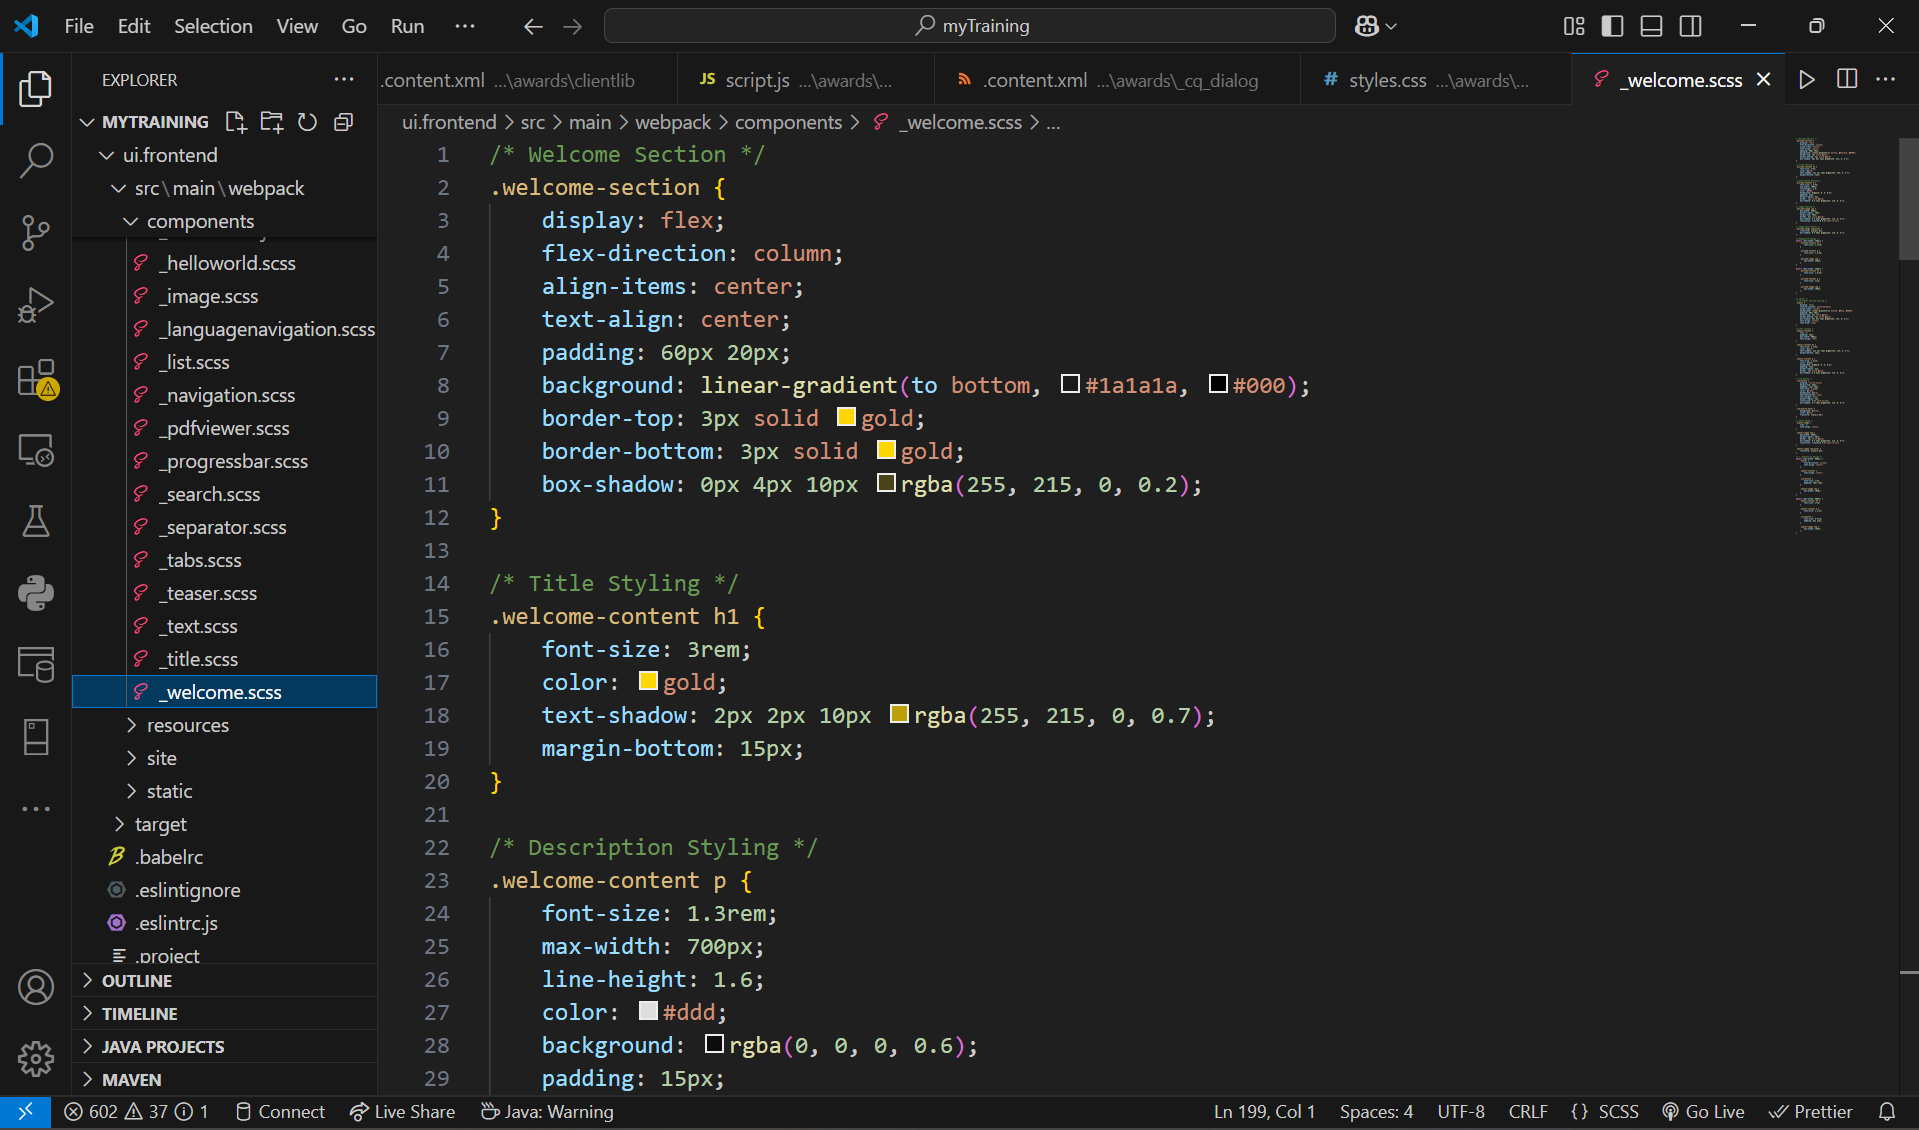 File Edit Selection View Go Run ··· myTraining
EXPLORER ···
.content.xml ...\awards\clientlib
JS script.js ...\awards\...
.content.xml ...\awards\_cq_dialog
# styles.css ...\awards\...
_welcome.scss
MYTRAINING
ui.frontend
src\main\webpack
components
_helloworld.scss
_image.scss
_languagenavigation.scss
_list.scss
_navigation.scss
_pdfviewer.scss
_progressbar.scss
_search.scss
_separator.scss
_tabs.scss
_teaser.scss
_text.scss
_title.scss
_welcome.scss
resources
site
static
target
.babelrc
.eslintignore
.eslintrc.js
.project
OUTLINE
TIMELINE
JAVA PROJECTS
MAVEN
ui.frontend > src > main > webpack > components > _welcome.scss > ...
1 /* Welcome Section */
2 .welcome-section {
3 display: flex;
4 flex-direction: column;
5 align-items: center;
6 text-align: center;
7 padding: 60px 20px;
8 background: linear-gradient(to bottom, #1a1a1a, #000);
9 border-top: 3px solid gold;
10 border-bottom: 3px solid gold;
11 box-shadow: 0px 4px 10px rgba(255, 215, 0, 0.2);
12 }
13
14 /* Title Styling */
15 .welcome-content h1 {
16 font-size: 3rem;
17 color: gold;
18 text-shadow: 2px 2px 10px rgba(255, 215, 0, 0.7);
19 margin-bottom: 15px;
20 }
21
22 /* Description Styling */
23 .welcome-content p {
24 font-size: 1.3rem;
25 max-width: 700px;
26 line-height: 1.6;
27 color: #ddd;
28 background: rgba(0, 0, 0, 0.6);
29 padding: 15px;
602 37 1 Connect Live Share Java: Warning Ln 199, Col 1 Spaces: 4 UTF-8 CRLF {} SCSS Go Live Prettier